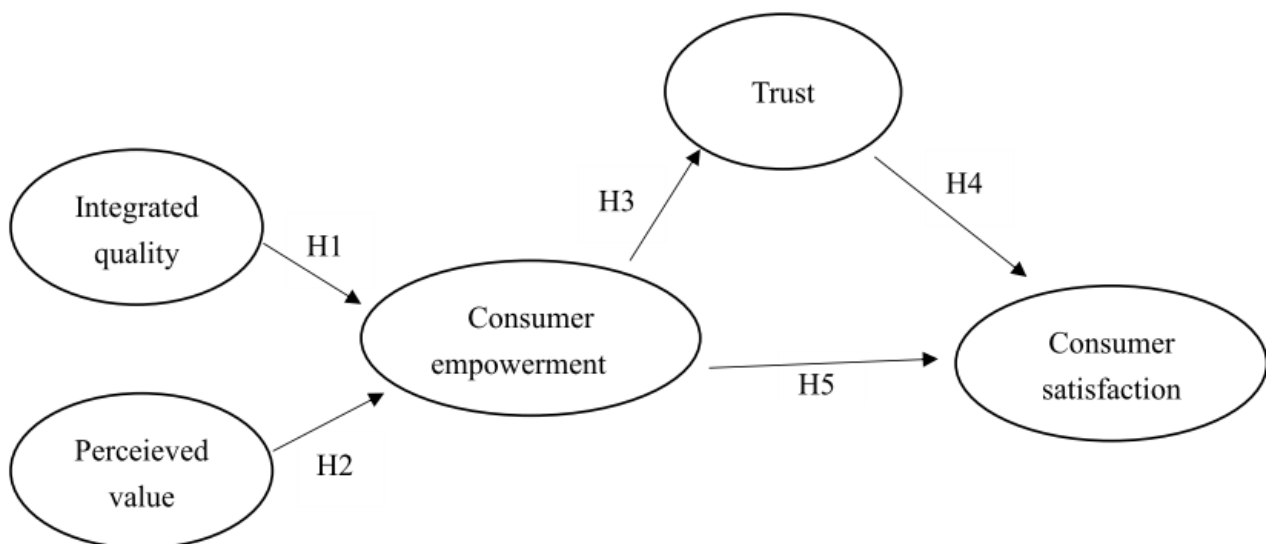 Trust
H3
H4
Integrated
quality
H1
Consumer
empowerment
H5
Consumer
satisfaction
Perceieved
value
H2